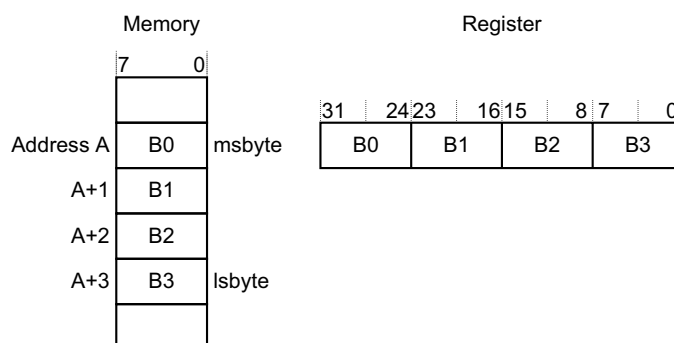 Memory
Register
7 0
31 24 23 16 15 8 7 0
Address A B0 msbyte
B0 B1 B2 B3
A+1 B1
A+2 B2
A+3 B3 lsbyte